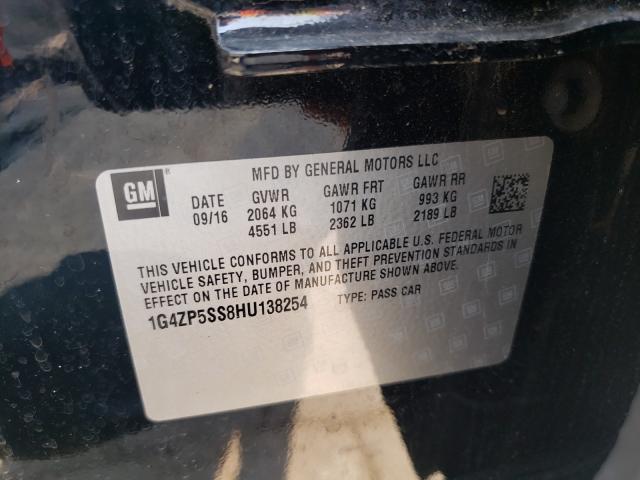 MFD BY GENERAL MOTORS LLC
GM
DATE GVWR GAWR FRT GAWR RR
09/16 2064 KG 1071 KG 993 KG
4551 LB 2362 LB 2189 LB
THIS VEHICLE CONFORMS TO ALL APPLICABLE U.S. FEDERAL MOTOR
VEHICLE SAFETY, BUMPER, AND THEFT PREVENTION STANDARDS IN
EFFECT ON THE DATE OF MANUFACTURE SHOWN ABOVE.
1G4ZP5SS8HU138254 TYPE: PASS CAR